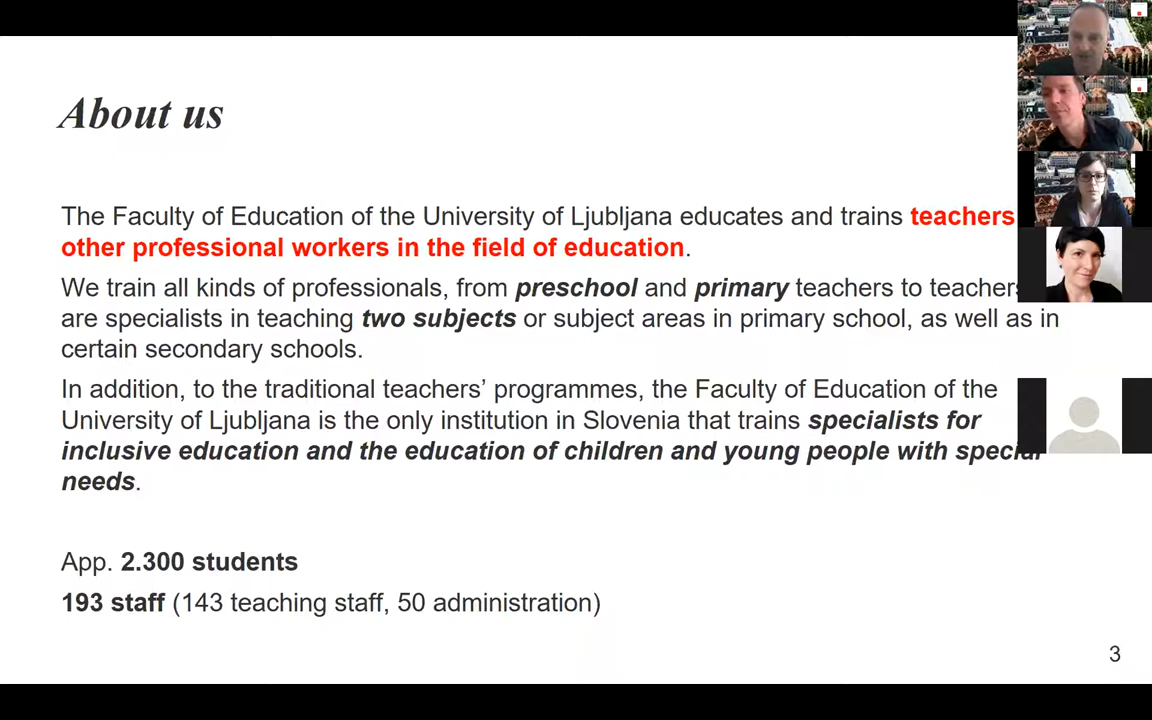 About us
The Faculty of Education of the University of Ljubljana educates and trains teachers
other professional workers in the field of education.
We train all kinds of professionals, from preschool and primary teachers to teachers
are specialists in teaching two subjects or subject areas in primary school, as well as in
certain secondary schools.
In addition, to the traditional teachers’ programmes, the Faculty of Education of the
University of Ljubljana is the only institution in Slovenia that trains specialists for
inclusive education and the education of children and young people with special
needs.
App. 2.300 students
193 staff (143 teaching staff, 50 administration)
3